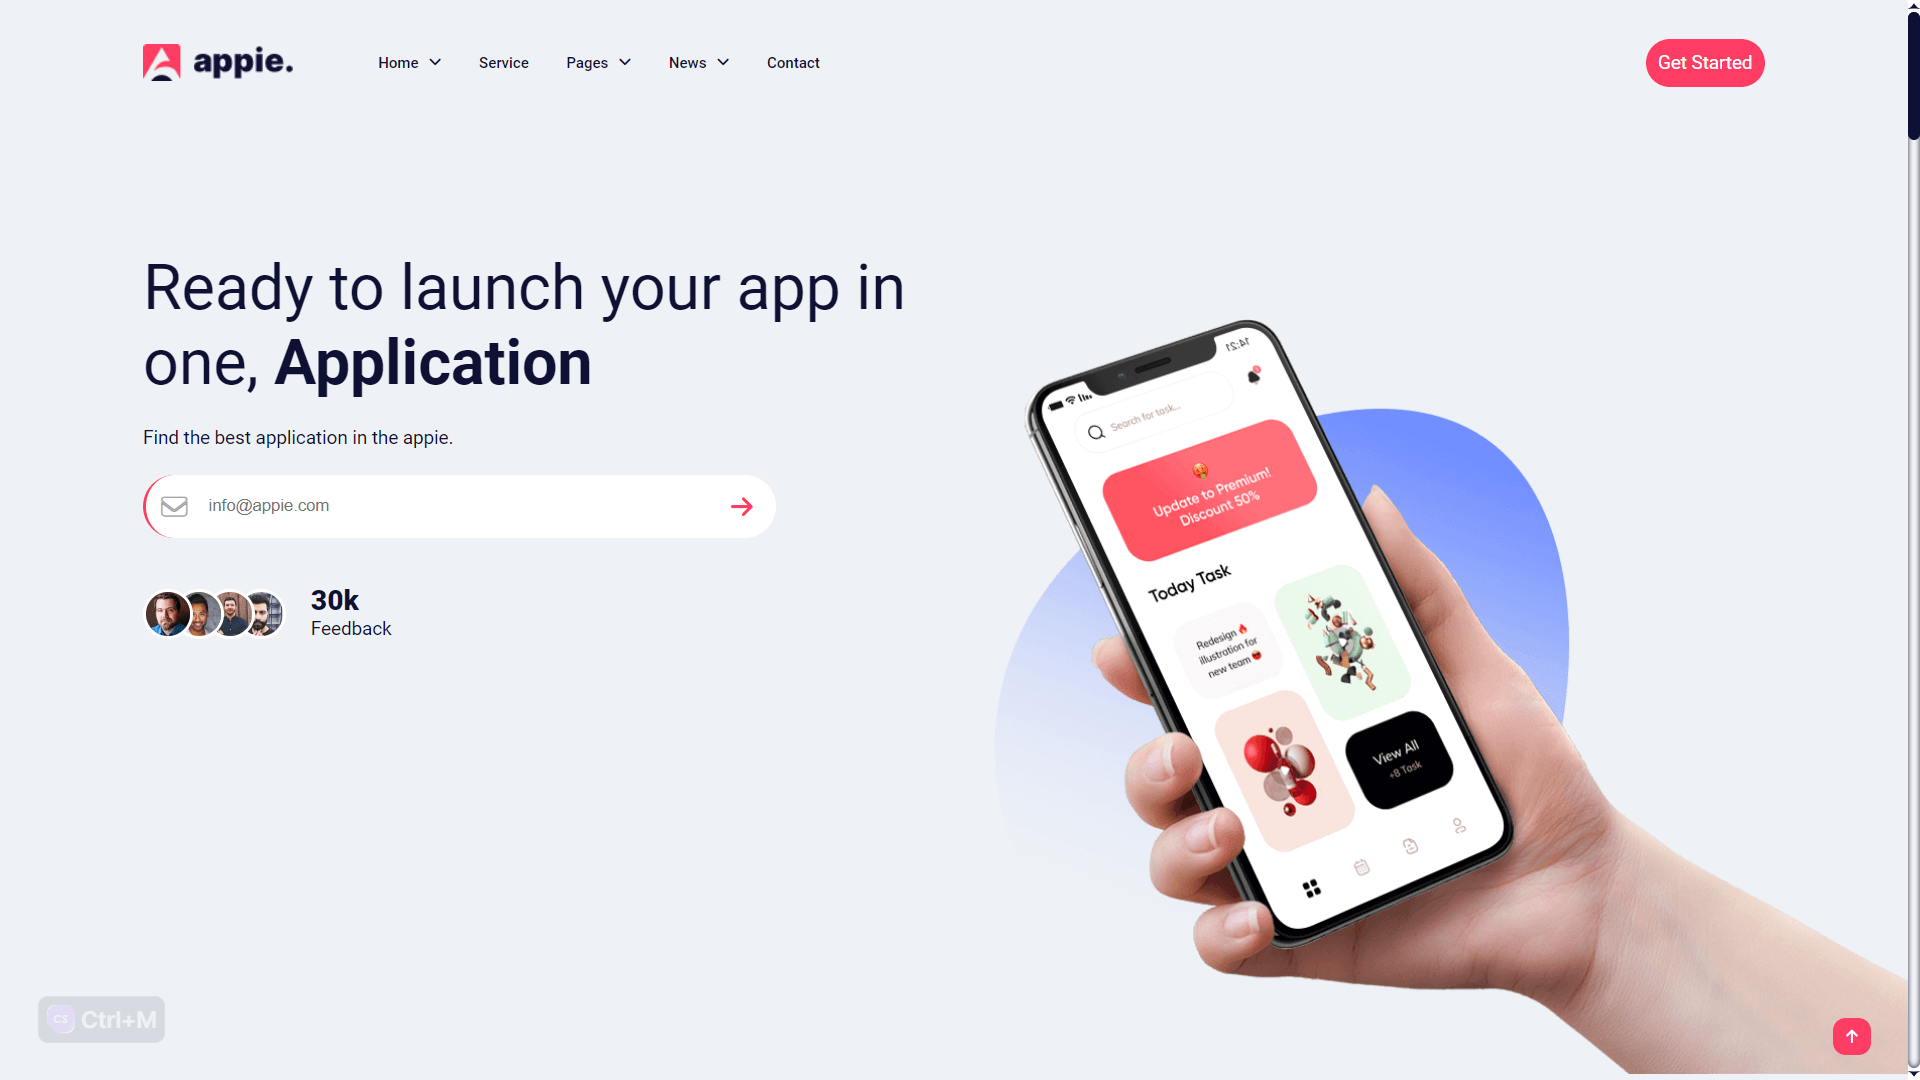 appie.
Home
Service
Pages
News
Contact
Get Started
Ready to launch your app in
one, Application
Find the best application in the appie.
info@appie.com
30k
Feedback
14:21
Search for task...
Update to Premium!
Discount 50%
Today Task
Redesign 🔥
illustration for
new team
View All
+8 Task
CS Ctrl+M